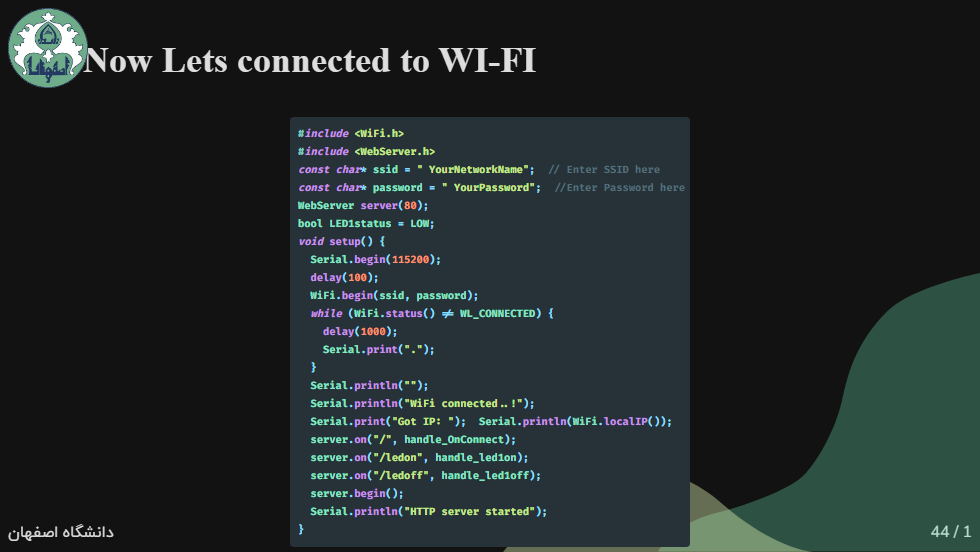 Now Lets connected to WI-FI
#include <WiFi.h>
#include <WebServer.h>
const char* ssid = " YourNetworkName";  // Enter SSID here
const char* password = " YourPassword";  //Enter Password here
WebServer server(80);
bool LED1status = LOW;
void setup() {
  Serial.begin(115200);
  delay(100);
  WiFi.begin(ssid, password);
  while (WiFi.status() != WL_CONNECTED) {
    delay(1000);
    Serial.print(".");
  }
  Serial.println("");
  Serial.println("WiFi connected..!");
  Serial.print("Got IP: ");  Serial.println(WiFi.localIP());
  server.on("/", handle_OnConnect);
  server.on("/ledon", handle_led1on);
  server.on("/ledoff", handle_led1off);
  server.begin();
  Serial.println("HTTP server started");
}
دانشگاه اصفهان
44 / 1